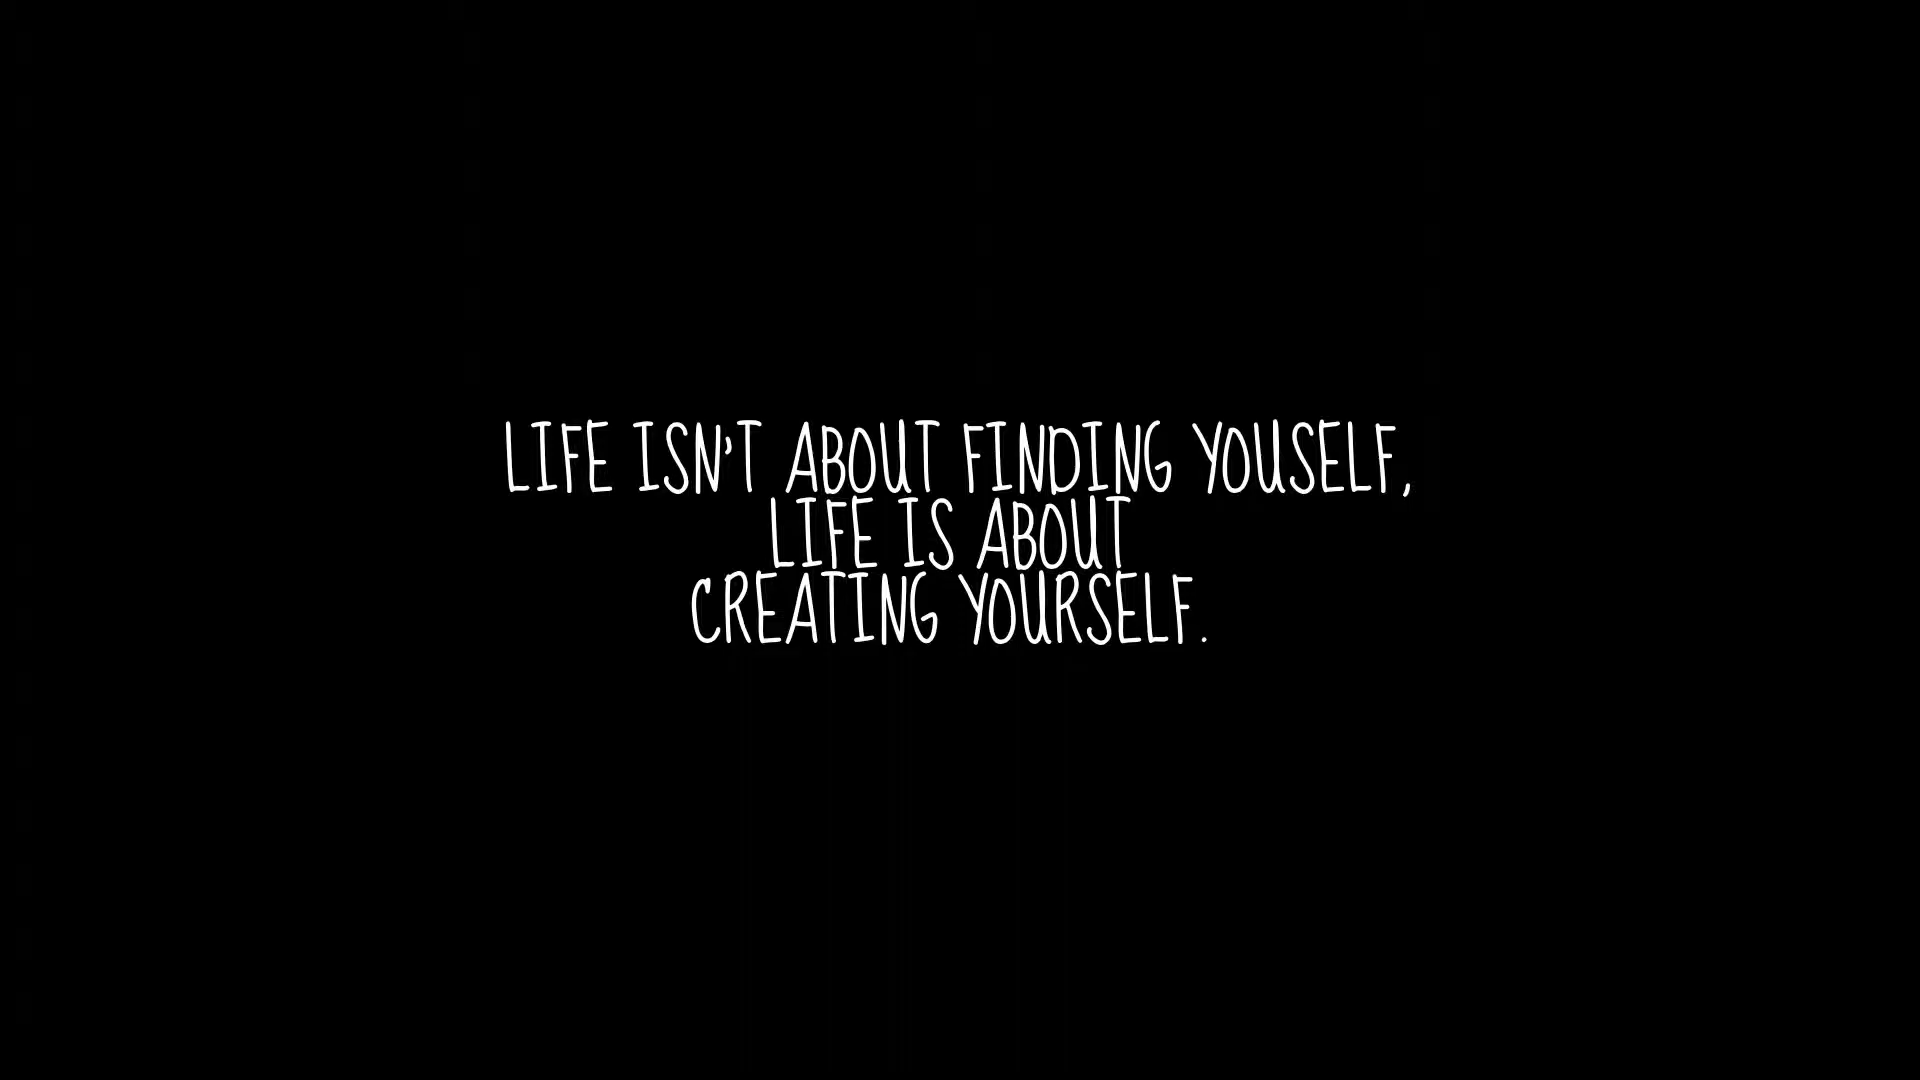 LIFE ISN'T ABOUT FINDING YOUSELF,
LIFE IS ABOUT
CREATING YOURSELF.